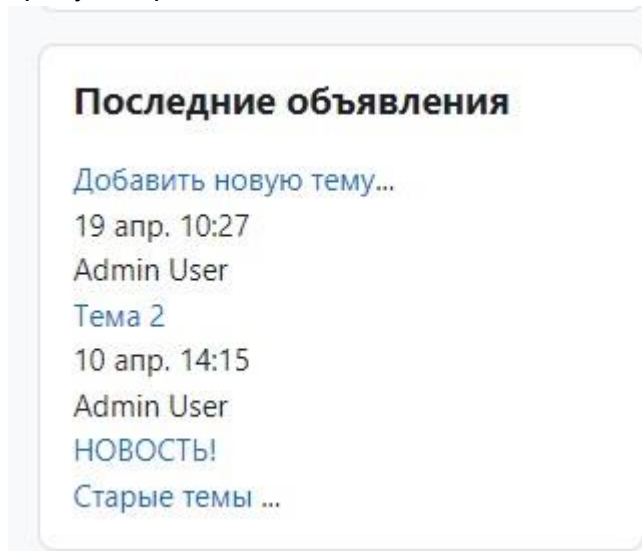 Последние объявления
Добавить новую тему...
19 апр. 10:27
Admin User
Тема 2
10 апр. 14:15
Admin User
НОВОСТЬ!
Старые темы ...